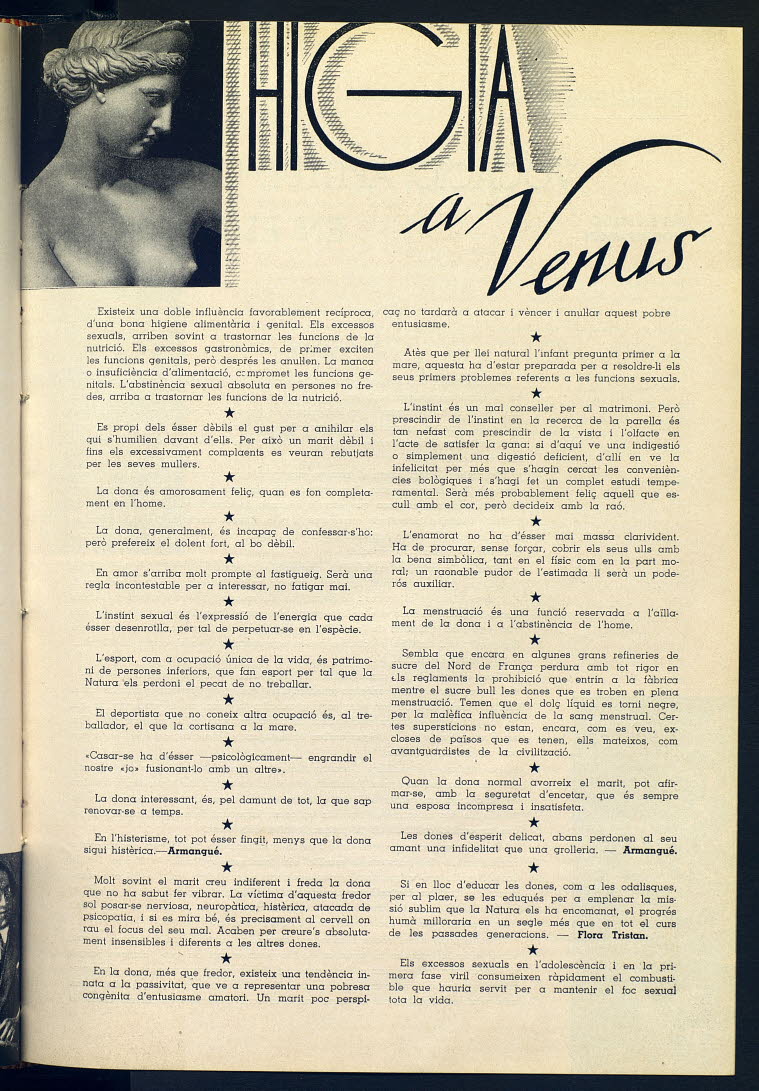 HIGIA
a Venus
Existeix una doble influència favorablement recíproca,
d'una bona higiene alimentària i genital. Els excessos
sexuals, arriben sovint a trastornar les funcions de la
nutrició. Els excessos gastronòmics, de primer exciten
les funcions genitals, però després les anul·len. La manca
o insuficiència d'alimentació, compromet les funcions ge-
nitals. L'abstinència sexual absoluta en persones no fre-
des, arriba a trastornar les funcions de la nutrició.
★
Es propi dels ésser dèbils el gust per a anihilar els
qui s'humilien davant d'ells. Per això un marit dèbil i
fins els excessivament complaents es veuran rebutjats
per les seves mullers.
★
La dona és amorosament feliç, quan es fon completa-
ment en l'home.
★
La dona, generalment, és incapaç de confessar-s'ho:
però prefereix el dolent fort, al bo dèbil.
★
En amor s'arriba molt prompte al fastigueig. Serà una
regla incontestable per a interessar, no fatigar mai.
★
L'instint sexual és l'expressió de l'energia que cada
ésser desenrotlla, per tal de perpetuar-se en l'espècie.
★
L'esport, com a ocupació única de la vida, és patrimo-
ni de persones inferiors, que fan esport per tal que la
Natura els perdoni el pecat de no treballar.
★
El deportista que no coneix altra ocupació és, al tre-
ballador, el que la cortisana a la mare.
★
«Casar-se ha d'ésser —psicològicament— engrandir el
nostre «jo» fusionant-lo amb un altre».
★
La dona interessant, és, pel damunt de tot, la que sap
renovar-se a temps.
★
En l'histerisme, tot pot ésser fingit, menys que la dona
sigui histèrica.—Armangué.
★
Molt sovint el marit creu indiferent i freda la dona
que no ha sabut fer vibrar. La víctima d'aquesta fredor
sol posar-se nerviosa, neuropàtica, histèrica, atacada de
psicopatia, i si es mira bé, és precisament al cervell on
rau el focus del seu mal. Acaben per creure's absoluta-
ment insensibles i diferents a les altres dones.
★
En la dona, més que fredor, existeix una tendència in-
nata a la passivitat, que ve a representar una pobresa
congènita d'entusiasme amatori. Un marit poc perspi-
caç no tardarà a atacar i vèncer i anul·lar aquest pobre
entusiasme.
★
Atès que per llei natural l'infant pregunta primer a la
mare, aquesta ha d'estar preparada per a resoldre-li els
seus primers problemes referents a les funcions sexuals.
★
L'instint és un mal conseller per al matrimoni. Però
prescindir de l'instint en la recerca de la parella és
tan nefast com prescindir de la vista i l'olfacte en
l'acte de satisfer la gana: si d'aquí ve una indigestió
o simplement una digestió deficient, d'allí en ve la
infelicitat per més que s'hagin cercat les convenièn-
cies bològiques i s'hagi fet un complet estudi tempe-
ramental. Serà més probablement feliç aquell que es-
cull amb el cor, però decideix amb la raó.
★
L'enamorat no ha d'ésser mai massa clarivident.
Ha de procurar, sense forçar, cobrir els seus ulls amb
la bena simbòlica, tant en el físic com en la part mo-
ral; un raonable pudor de l'estimada li serà un pode-
rós auxiliar.
★
La menstruació és una funció reservada a l'aïlla-
ment de la dona i a l'abstinència de l'home.
★
Sembla que encara en algunes grans refineries de
sucre del Nord de França perdura amb tot rigor en
els reglaments la prohibició que entrin a la fàbrica
mentre el sucre bull les dones que es troben en plena
menstruació. Temen que el dolç líquid es torni negre,
per la malèfica influència de la sang menstrual. Cer-
tes supersticions no estan, encara, com es veu, ex-
closes de països que es tenen, ells mateixos, com
avantguardistes de la civilització.
★
Quan la dona normal avorreix el marit, pot afir-
mar-se, amb la seguretat d'encetar, que és sempre
una esposa incompresa i insatisfeta.
★
Les dones d'esperit delicat, abans perdonen al seu
amant una infidelitat que una grolleria. — Armangué.
★
Si en lloc d'educar les dones, com a les odalisques,
per al plaer, se les eduqués per a emplenar la mis-
sió sublim que la Natura els ha encomanat, el progrés
humà milloraria en un segle més que en tot el curs
de les passades generacions. — Flora Tristan.
★
Els excessos sexuals en l'adolescència i en la pri-
mera fase viril consumeixen ràpidament el combusti-
ble que hauria servit per a mantenir el foc sexual
tota la vida.